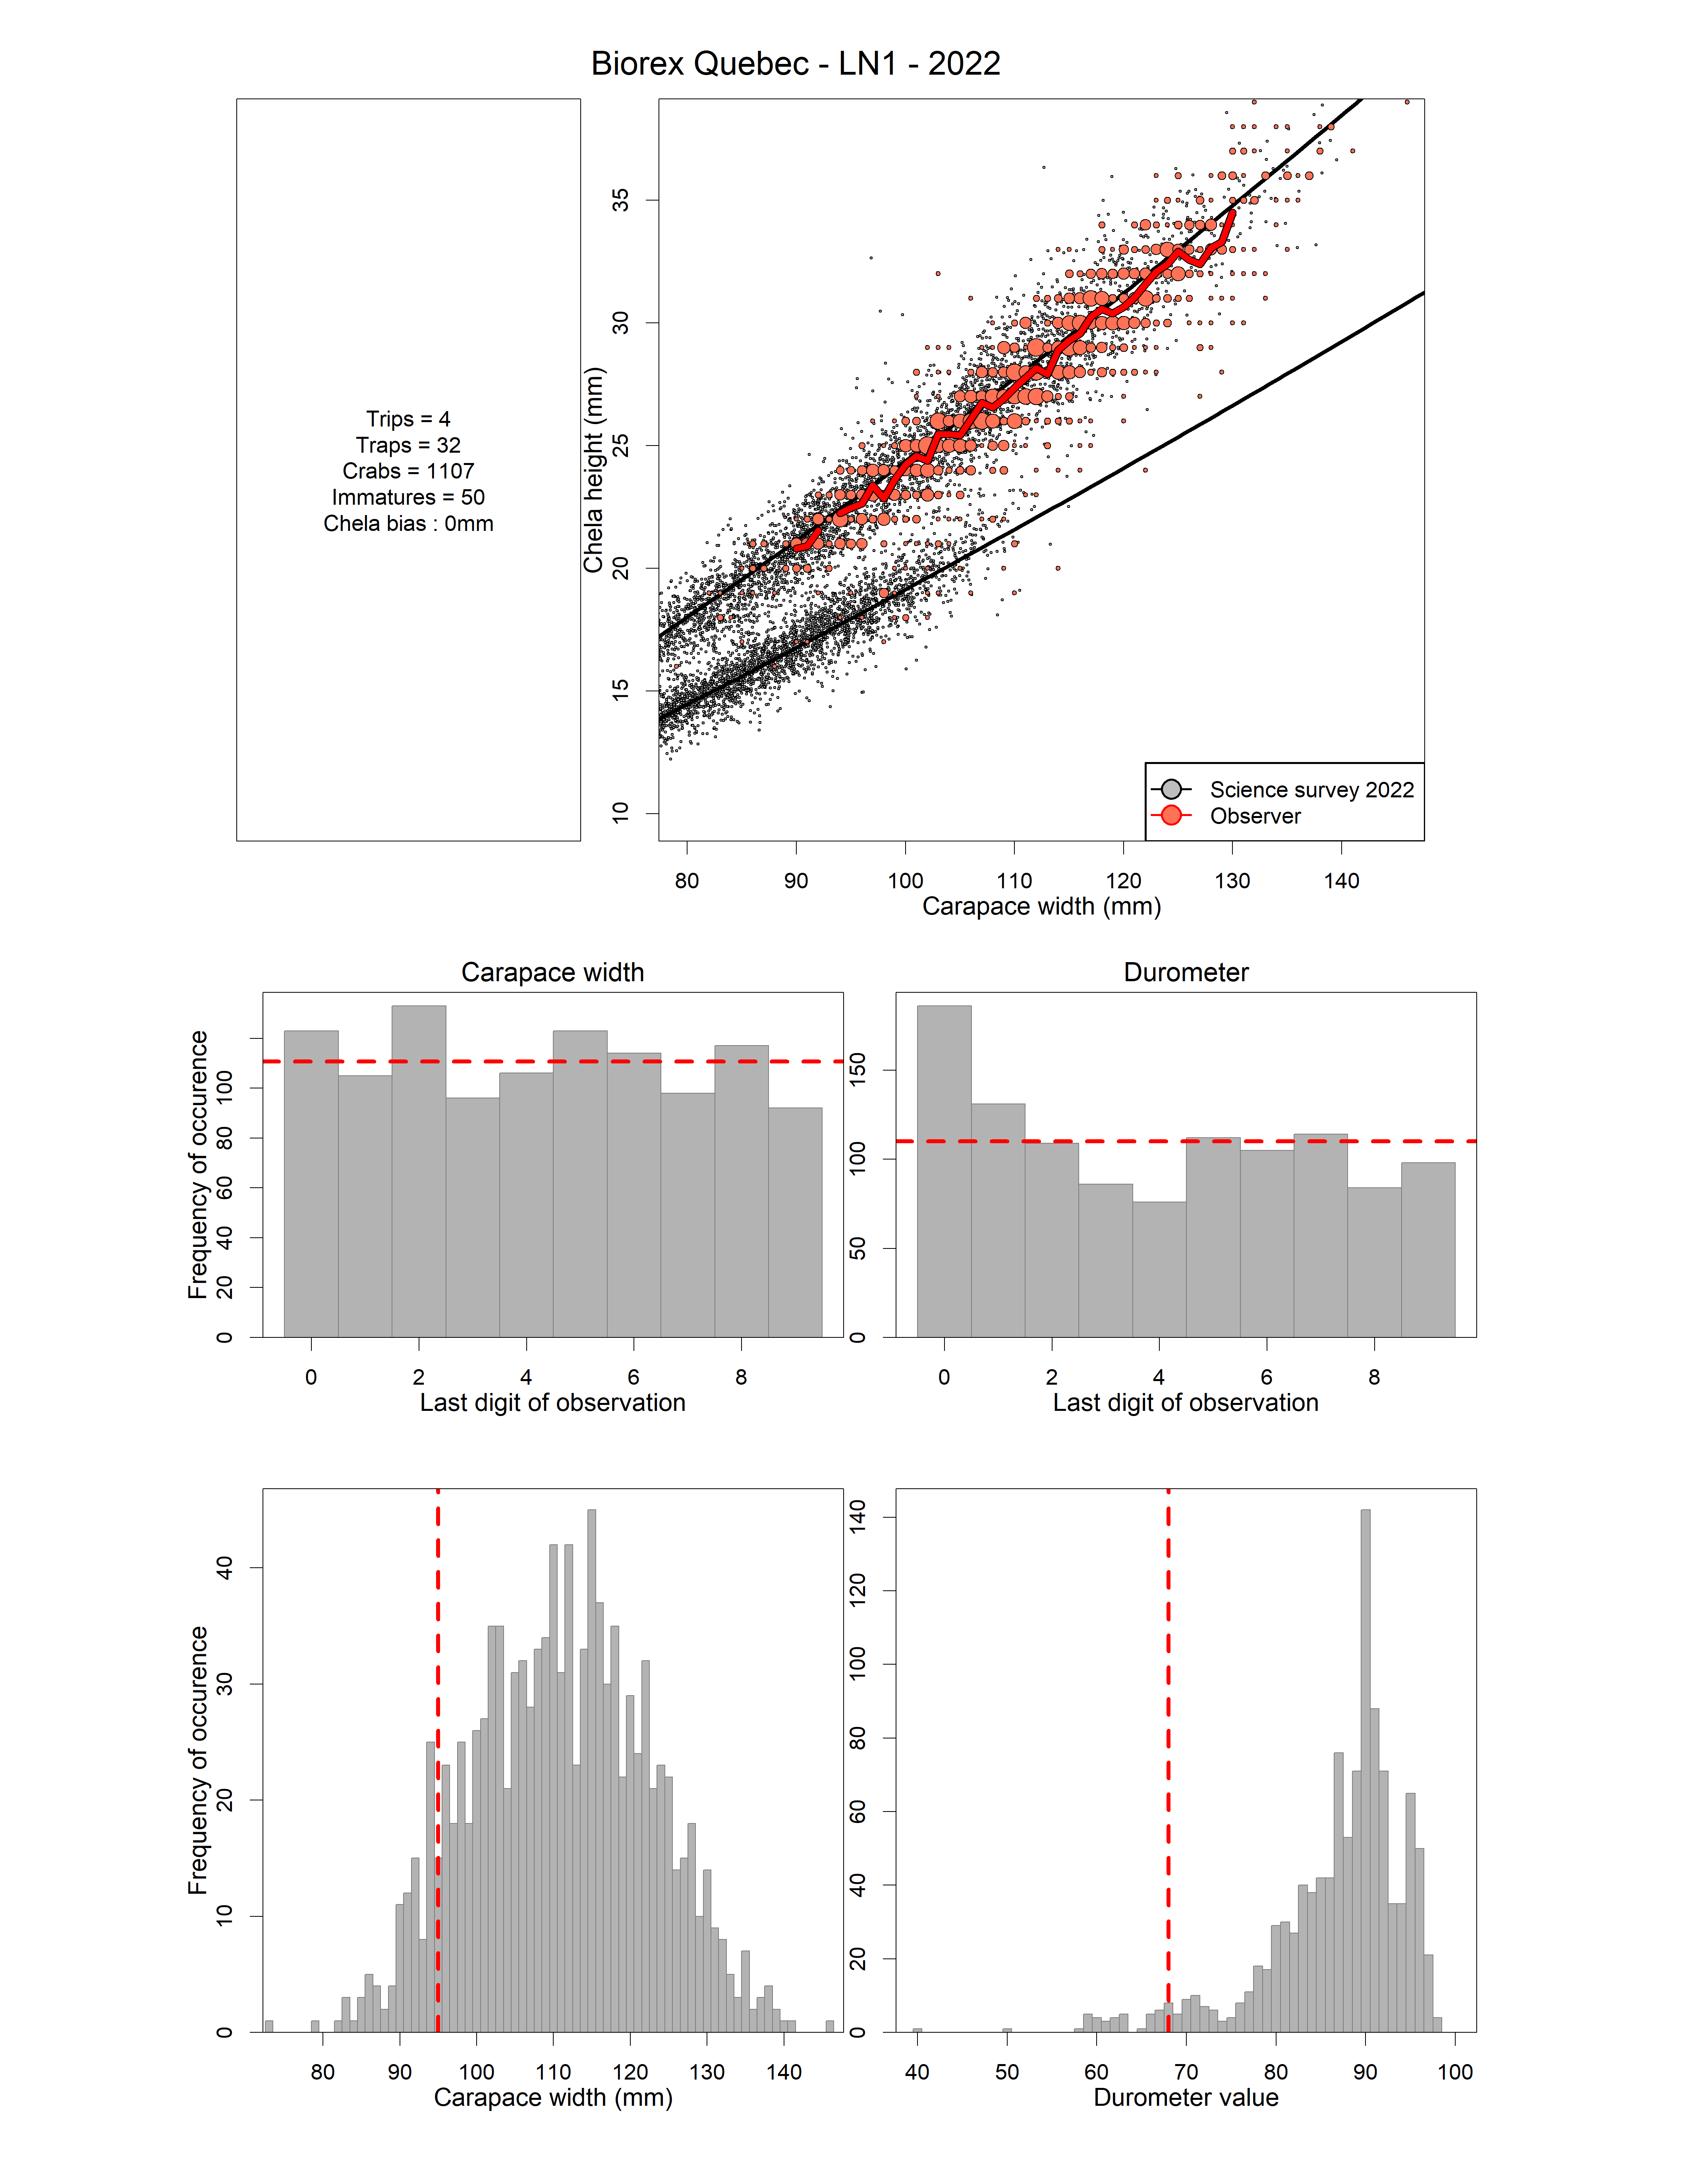 Biorex Quebec - LN1 - 2022
Trips = 4
Traps = 32
Crabs = 1107
Immatures = 50
Chela bias : 0mm
Chela height (mm)
35
30
25
20
15
10
Science survey 2022
Observer
80 90 100 110 120 130 140
Carapace width (mm)
Carapace width
Frequency of occurence
100
80
60
40
20
0
0 2 4 6 8
Last digit of observation
Durometer
150
100
50
0
0 2 4 6 8
Last digit of observation
Frequency of occurence
40
30
20
10
0
80 90 100 110 120 130 140
Carapace width (mm)
140
120
100
80
60
40
20
0
40 50 60 70 80 90 100
Durometer value